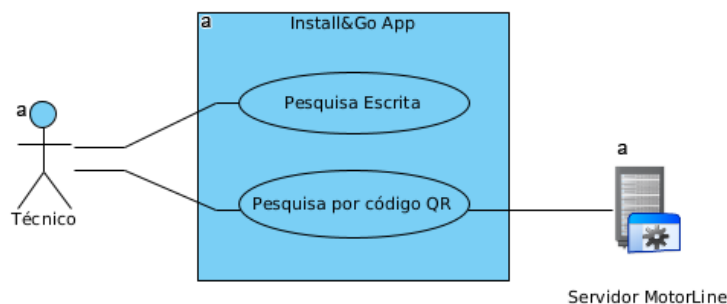 a
Install&Go App
Pesquisa Escrita
a
Técnico
Pesquisa por código QR
a
Servidor MotorLine